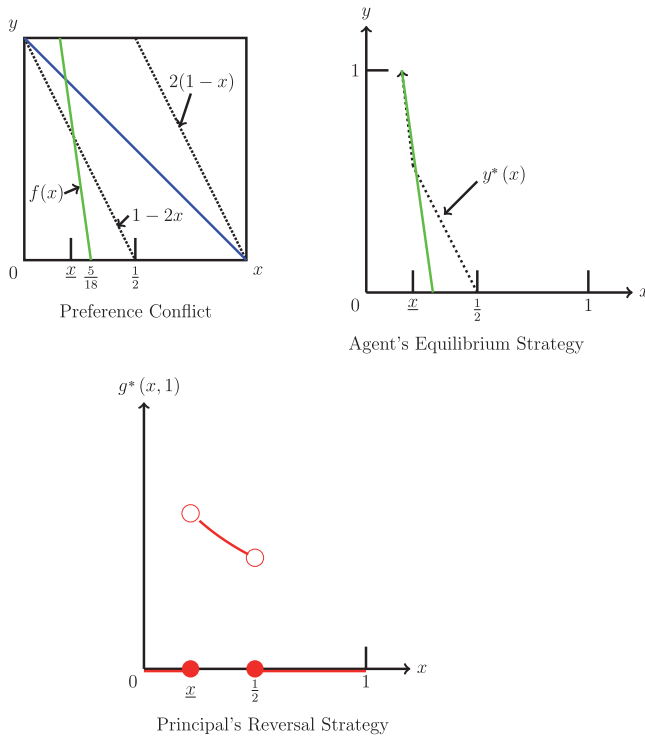 y
2(1 − x)
f(x)
1 − 2x
0
x
5/18
1/2
x
Preference Conflict
y
1
y* (x)
0
x
1/2
1
x
Agent's Equilibrium Strategy
g* (x, 1)
0
x
1/2
1
x
Principal's Reversal Strategy